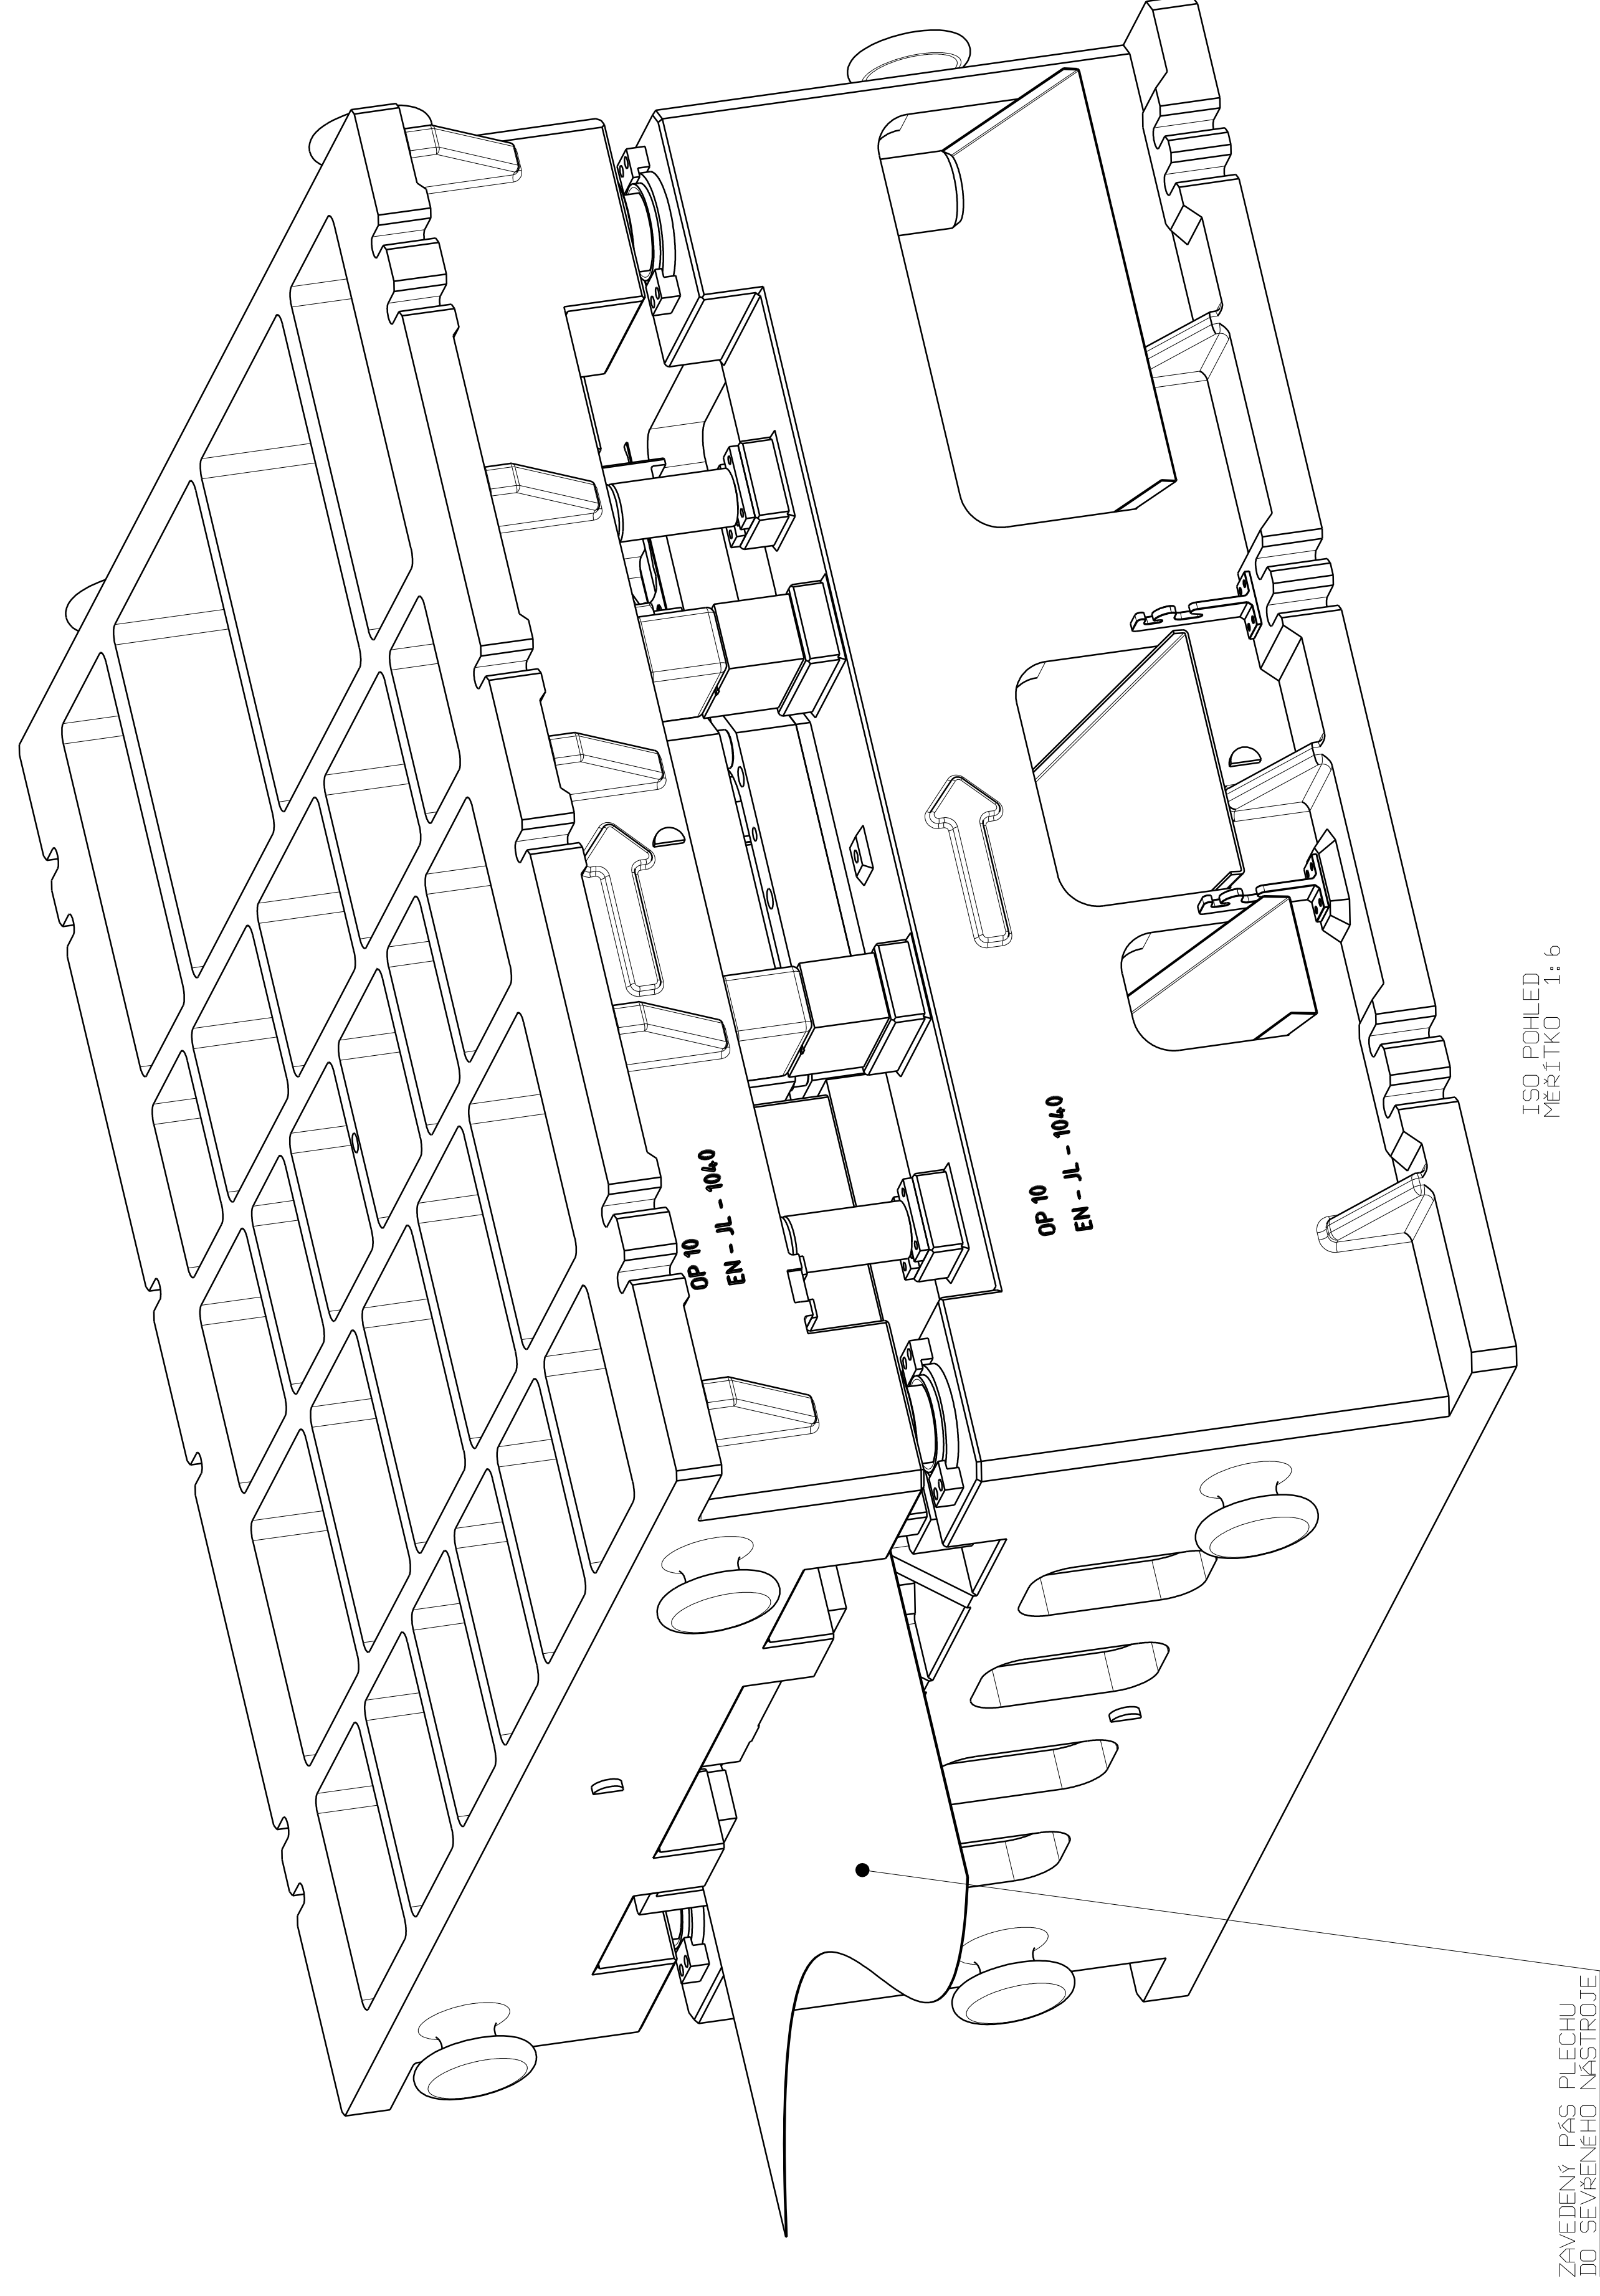 OP 10
EN - JL - 1040
OP 10
EN - JL - 1040
ISO POHLED
MĚŘÍTKO 1:6
ZAVEDENÝ PÁS PLECHU
DO SEVŘENÉHO NÁSTROJE